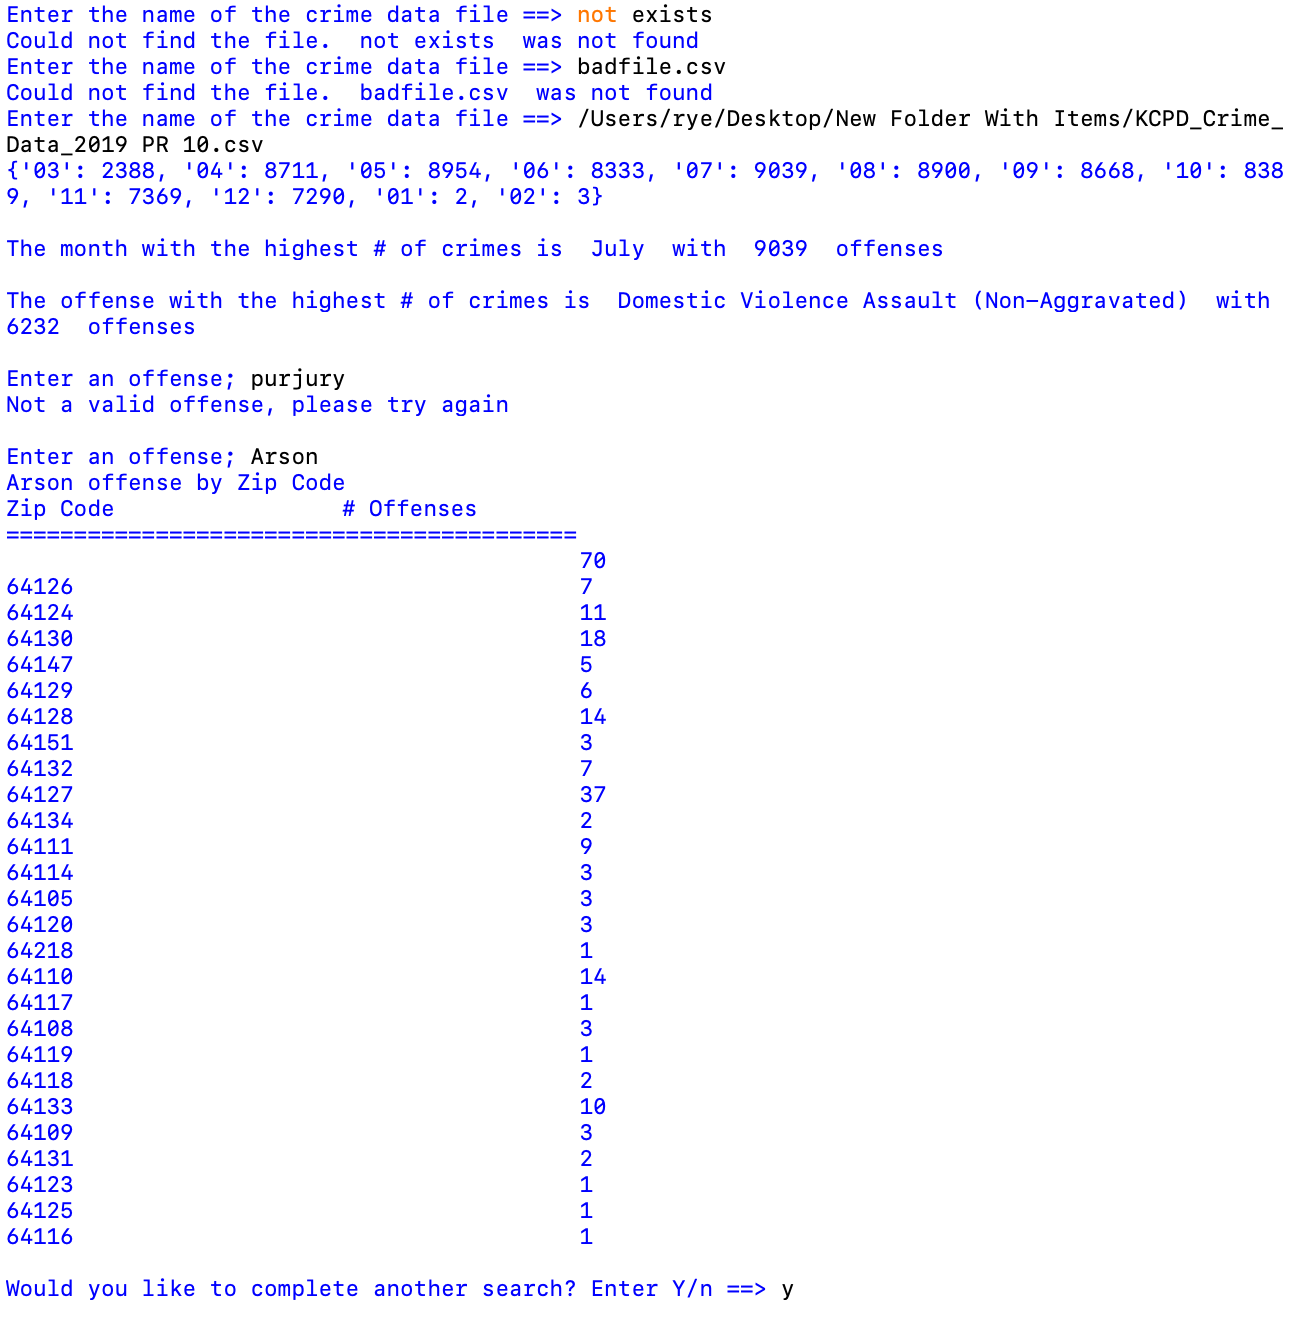 Enter the name of the crime data file ==> not exists
Could not find the file.  not exists  was not found
Enter the name of the crime data file ==> badfile.csv
Could not find the file.  badfile.csv  was not found
Enter the name of the crime data file ==> /Users/rye/Desktop/New Folder With Items/KCPD_Crime_
Data_2019 PR 10.csv
{'03': 2388, '04': 8711, '05': 8954, '06': 8333, '07': 9039, '08': 8900, '09': 8668, '10': 838
9, '11': 7369, '12': 7290, '01': 2, '02': 3}
The month with the highest # of crimes is  July  with  9039  offenses
The offense with the highest # of crimes is  Domestic Violence Assault (Non-Aggravated)  with
6232  offenses
Enter an offense; purjury
Not a valid offense, please try again
Enter an offense; Arson
Arson offense by Zip Code
Zip Code                 # Offenses
==========================================
70
64126 7
64124 11
64130 18
64147 5
64129 6
64128 14
64151 3
64132 7
64127 37
64134 2
64111 9
64114 3
64105 3
64120 3
64218 1
64110 14
64117 1
64108 3
64119 1
64118 2
64133 10
64109 3
64131 2
64123 1
64125 1
64116 1
Would you like to complete another search? Enter Y/n ==> y